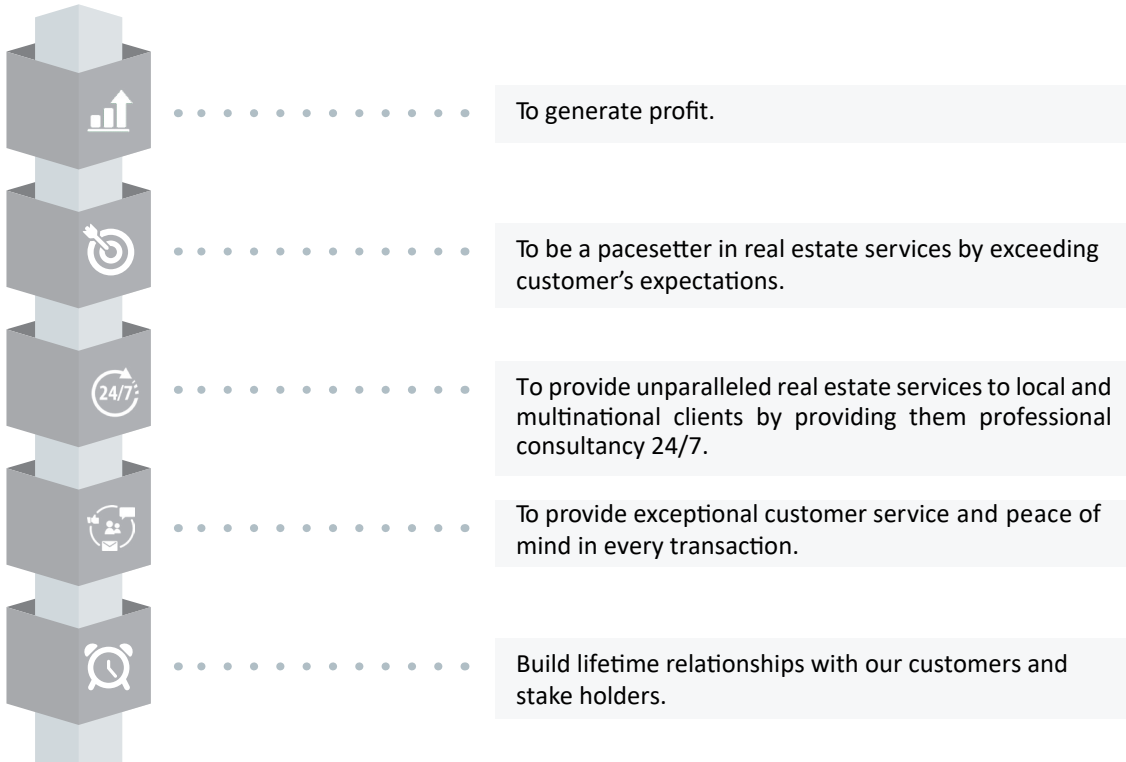 To generate profit.
To be a pacesetter in real estate services by exceeding
customer’s expectations.
24/7
To provide unparalleled real estate services to local and
multinational clients by providing them professional
consultancy 24/7.
To provide exceptional customer service and peace of
mind in every transaction.
Build lifetime relationships with our customers and
stake holders.